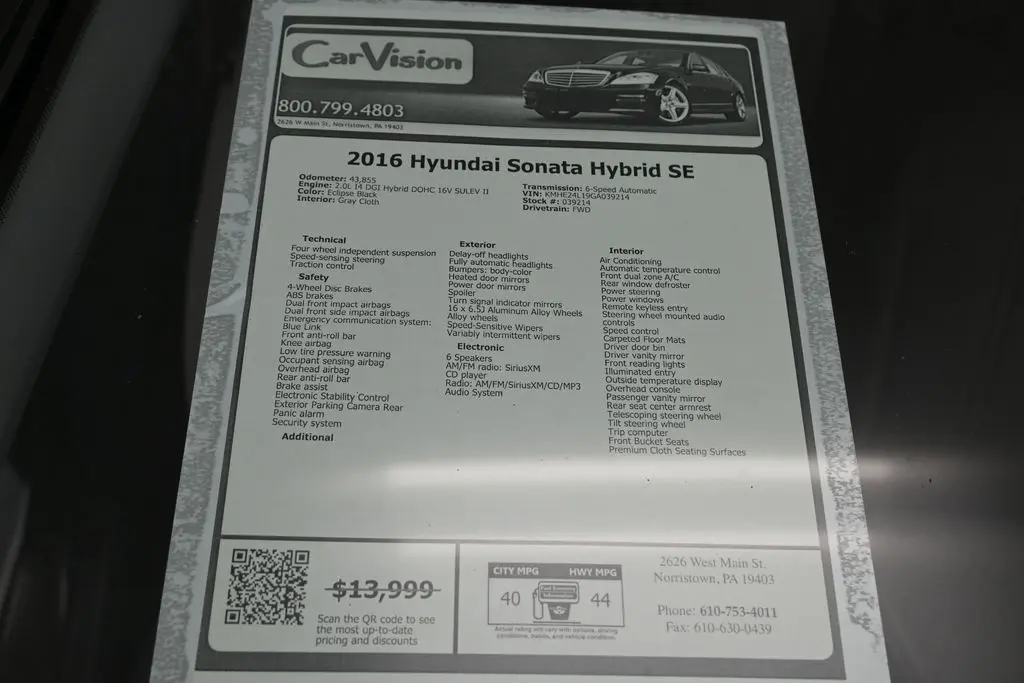 CarVision
800.799.4803
2626 W Main St, Norristown, PA 19403
2016 Hyundai Sonata Hybrid SE
Odometer: 43,855
Engine: 2.0L I4 DGI Hybrid DOHC 16V SULEV II
Color: Eclipse Black
Interior: Gray Cloth
Transmission: 6-Speed Automatic
VIN: KMHE24L19GA039214
Stock #: 039214
Drivetrain: FWD
Technical
Four wheel independent suspension
Speed-sensing steering
Traction control
Safety
4-Wheel Disc Brakes
ABS brakes
Dual front impact airbags
Dual front side impact airbags
Emergency communication system:
Blue Link
Front anti-roll bar
Knee airbag
Low tire pressure warning
Occupant sensing airbag
Overhead airbag
Rear anti-roll bar
Brake assist
Electronic Stability Control
Exterior Parking Camera Rear
Panic alarm
Security system
Additional
Exterior
Delay-off headlights
Fully automatic headlights
Bumpers: body-color
Heated door mirrors
Power door mirrors
Spoiler
Turn signal indicator mirrors
16 x 6.5J Aluminum Alloy Wheels
Alloy wheels
Speed-Sensitive Wipers
Variably intermittent wipers
Electronic
6 Speakers
AM/FM radio: SiriusXM
CD player
Radio: AM/FM/SiriusXM/CD/MP3
Audio System
Interior
Air Conditioning
Automatic temperature control
Front dual zone A/C
Rear window defroster
Power steering
Power windows
Remote keyless entry
Steering wheel mounted audio
controls
Speed control
Carpeted Floor Mats
Driver door bin
Driver vanity mirror
Front reading lights
Illuminated entry
Outside temperature display
Overhead console
Passenger vanity mirror
Rear seat center armrest
Telescoping steering wheel
Tilt steering wheel
Trip computer
Front Bucket Seats
Premium Cloth Seating Surfaces
$13,999
Scan the QR code to see
the most up-to-date
pricing and discounts
CITY MPG HWY MPG
40 44
Actual rating will vary with options, driving
conditions, habits, and vehicle condition.
2626 West Main St.
Norristown, PA 19403
Phone: 610-753-4011
Fax: 610-630-0439